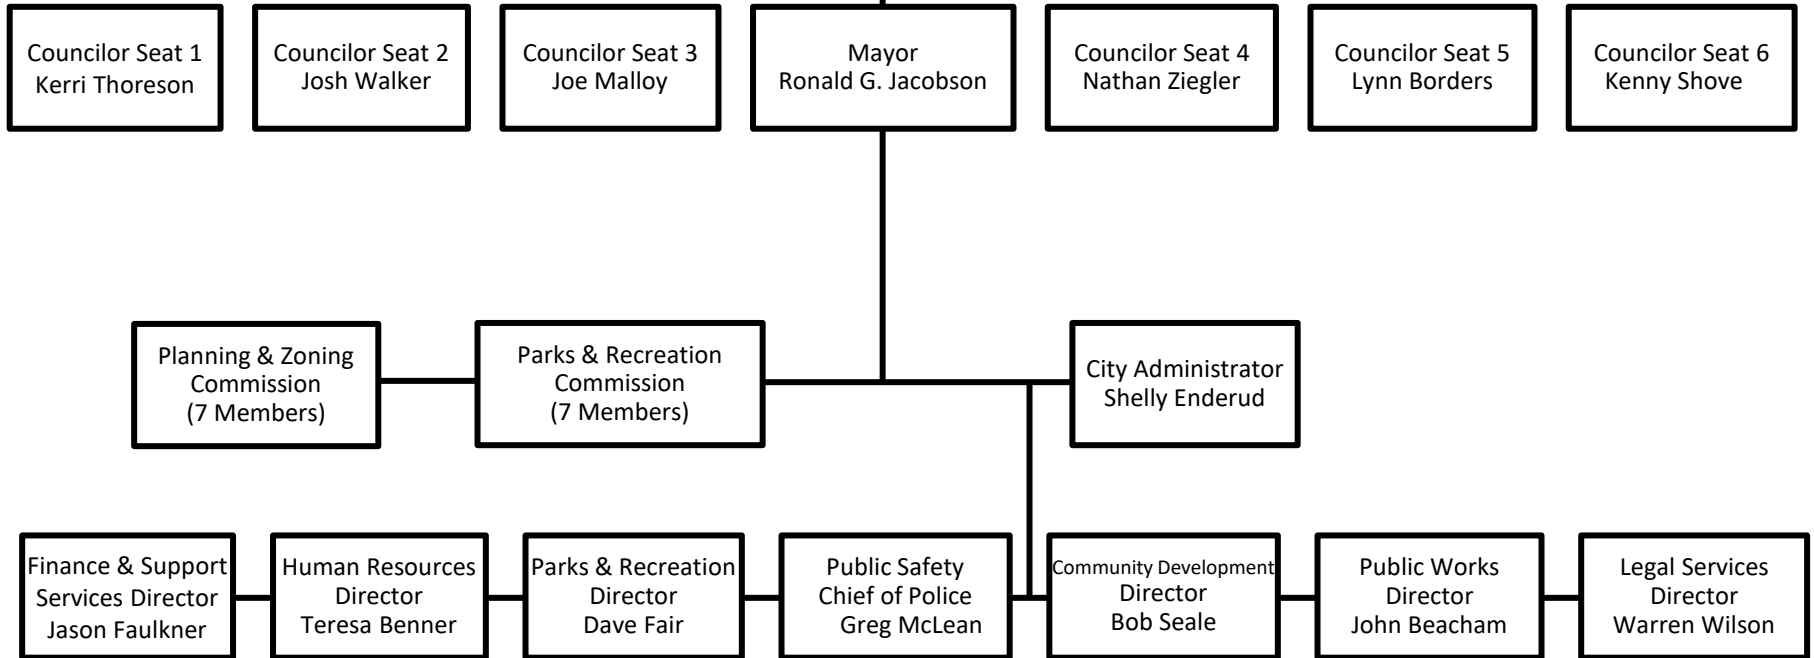 Councilor Seat 1
Kerri Thoreson
Councilor Seat 2
Josh Walker
Councilor Seat 3
Joe Malloy
Mayor
Ronald G. Jacobson
Councilor Seat 4
Nathan Ziegler
Councilor Seat 5
Lynn Borders
Councilor Seat 6
Kenny Shove
Planning & Zoning
Commission
(7 Members)
Parks & Recreation
Commission
(7 Members)
City Administrator
Shelly Enderud
Finance & Support
Services Director
Jason Faulkner
Human Resources
Director
Teresa Benner
Parks & Recreation
Director
Dave Fair
Public Safety
Chief of Police
Greg McLean
Community Development
Director
Bob Seale
Public Works
Director
John Beacham
Legal Services
Director
Warren Wilson